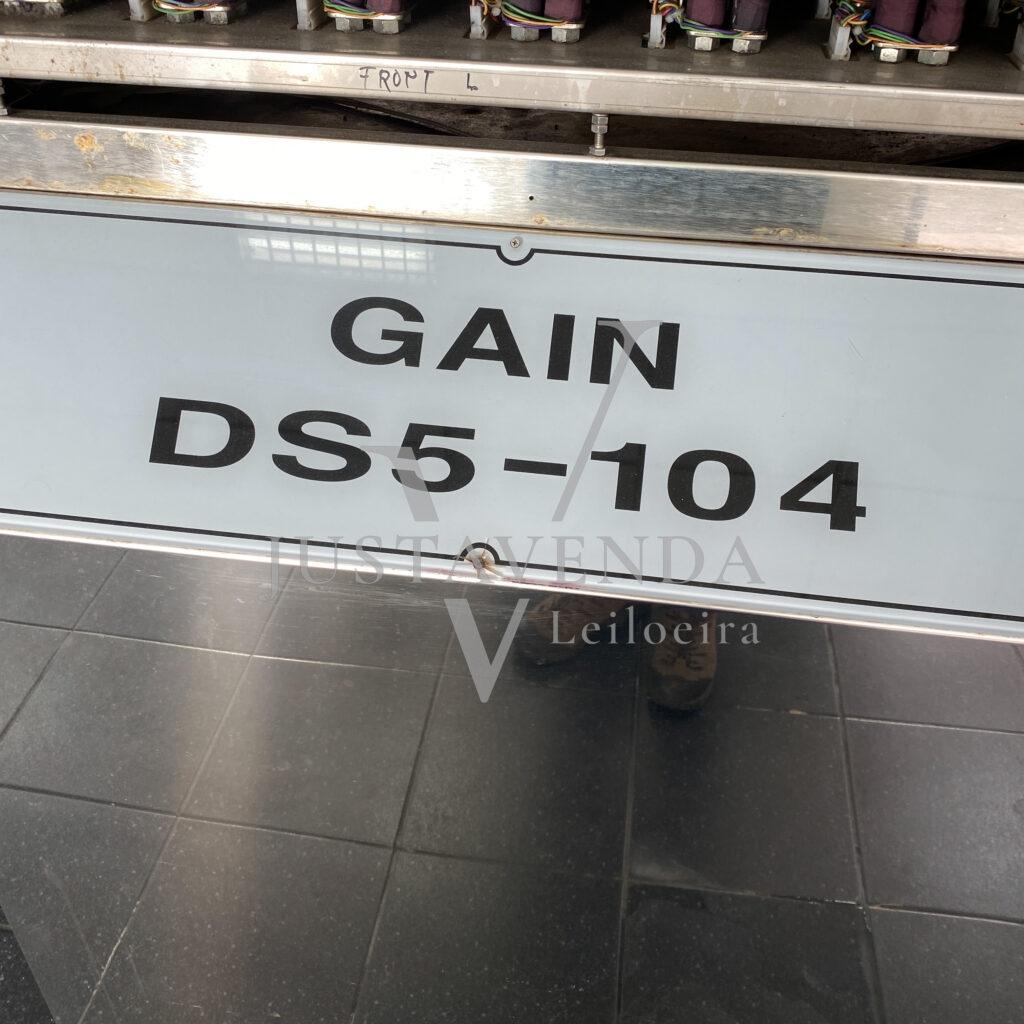 FRONT L
GAIN
DS5-104
JUSTAVENDA
Leiloeira